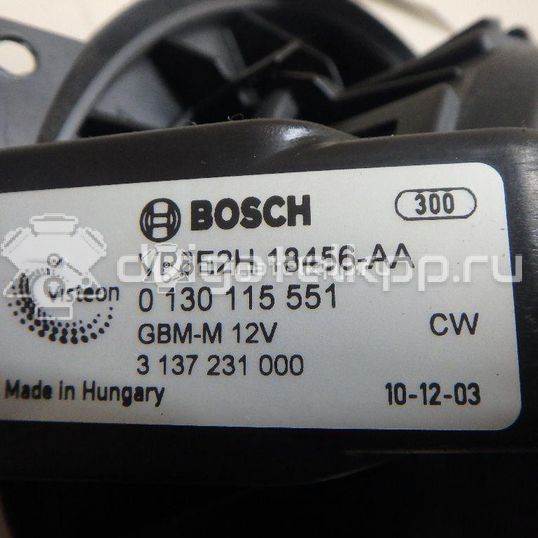 BOSCH
300
18456-AA
Visteon
0 130 115 551
GBM-M 12V
CW
3 137 231 000
Made in Hungary
10-12-03